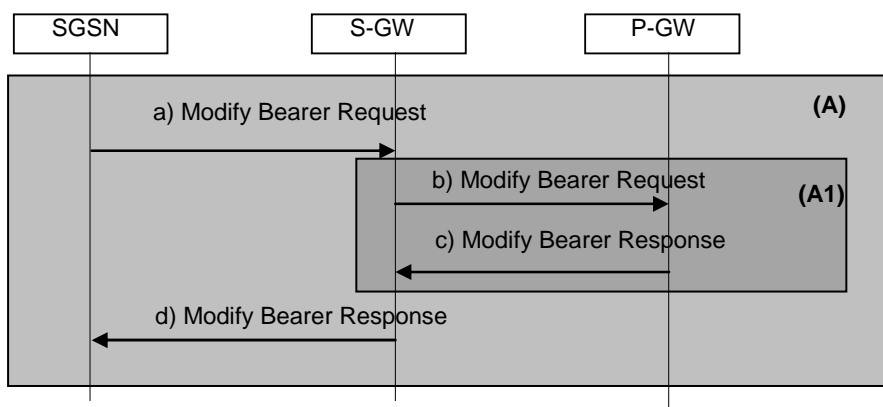 SGSN
S-GW
P-GW
(A)
a) Modify Bearer Request
b) Modify Bearer Request
(A1)
c) Modify Bearer Response
d) Modify Bearer Response